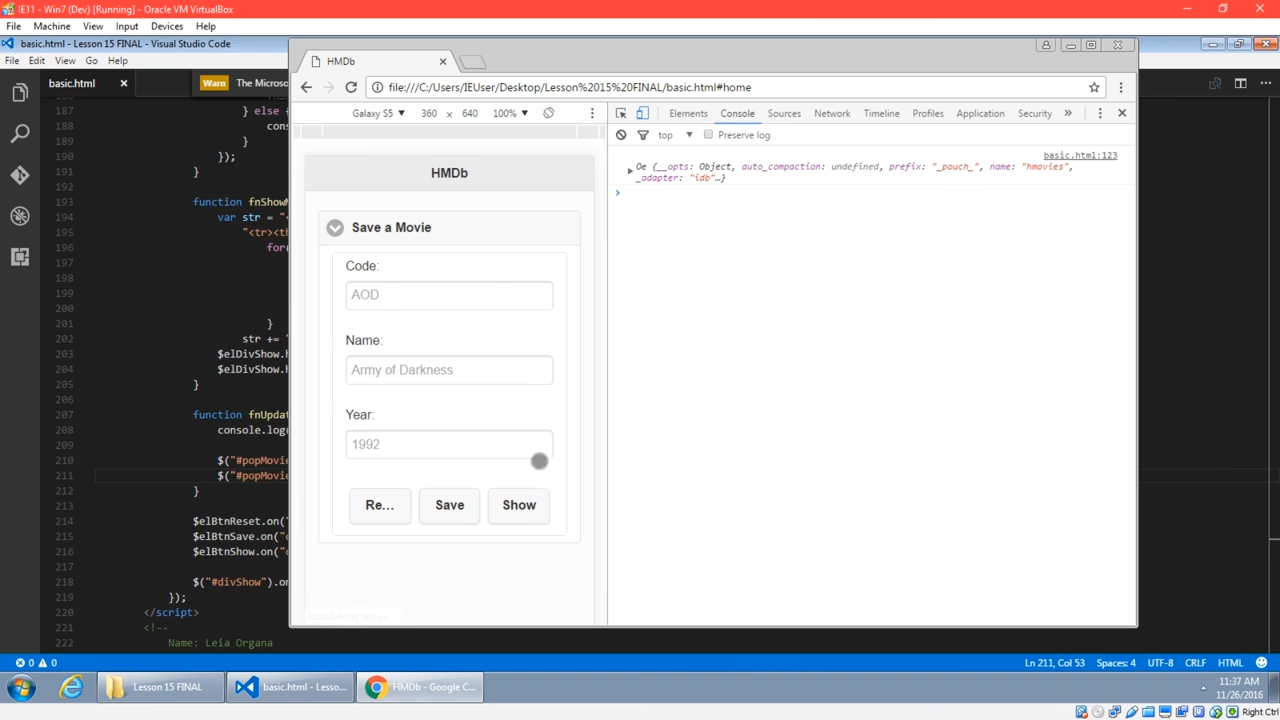 IE11 - Win7 (Dev) [Running] - Oracle VM VirtualBox
File Machine View Input Devices Help
basic.html - Lesson 15 FINAL - Visual Studio Code
File Edit View Go Help
basic.html
Warn The Microso
HMDb
file:///C:/Users/IEUser/Desktop/Lesson%2015%20FINAL/basic.html#home
Galaxy S5 ▼ 360 x 640 100% ▼
Elements Console Sources Network Timeline Profiles Application Security »
top ▼ Preserve log
basic.html:123
Oe {__opts: Object, auto_compaction: undefined, prefix: "_pouch_", name: "hmovies",
_adapter: "idb"…}
HMDb
Save a Movie
Code:
AOD
Name:
Army of Darkness
Year:
1992
Re... Save Show
187 } else {
188 cons
189 }
190 });
191 }
192
193 function fnShowM
194 var str = "<
195 "<tr><th
196 for(
197
198
199
200
201 }
202 str += "
203 $elDivShow.h
204 $elDivShow.h
205 }
206
207 function fnUpdat
208 console.log(
209
210 $("#popMovie
211 $("#popMovie
212 }
213
214 $elBtnReset.on("
215 $elBtnSave.on("c
216 $elBtnShow.on("c
217
218 $("#divShow").on
219 });
220 </script>
221 <!--
222 Name: Leia Organa
0 0
Ln 211, Col 53 Spaces: 4 UTF-8 CRLF HTML
Lesson 15 FINAL
basic.html - Lesso...
HMDb - Google C...
11:37 AM
11/26/2016
Right Ctrl